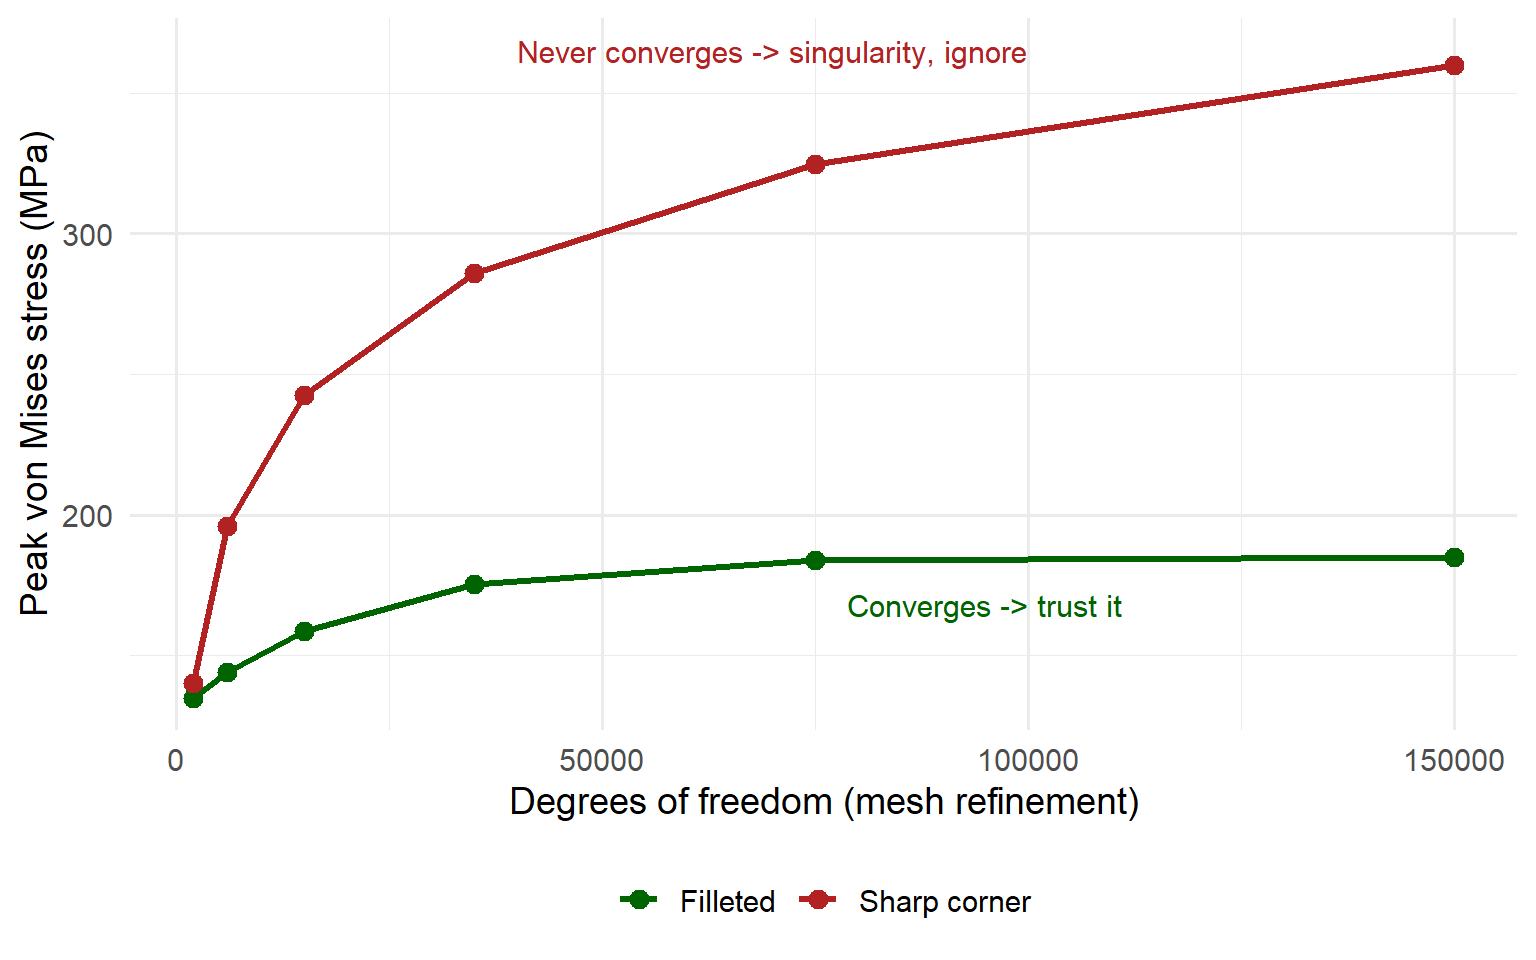 Never converges -> singularity, ignore
Peak von Mises stress (MPa)
300
200
Converges -> trust it
0
50000
100000
150000
Degrees of freedom (mesh refinement)
Filleted
Sharp corner